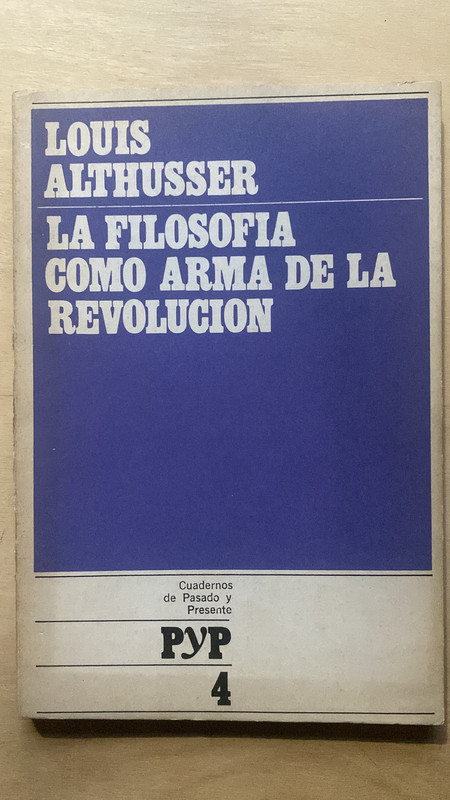 LOUIS
ALTHUSSER
LA FILOSOFIA
COMO ARMA DE LA
REVOLUCION
Cuadernos
de Pasado y
Presente
PyP
4